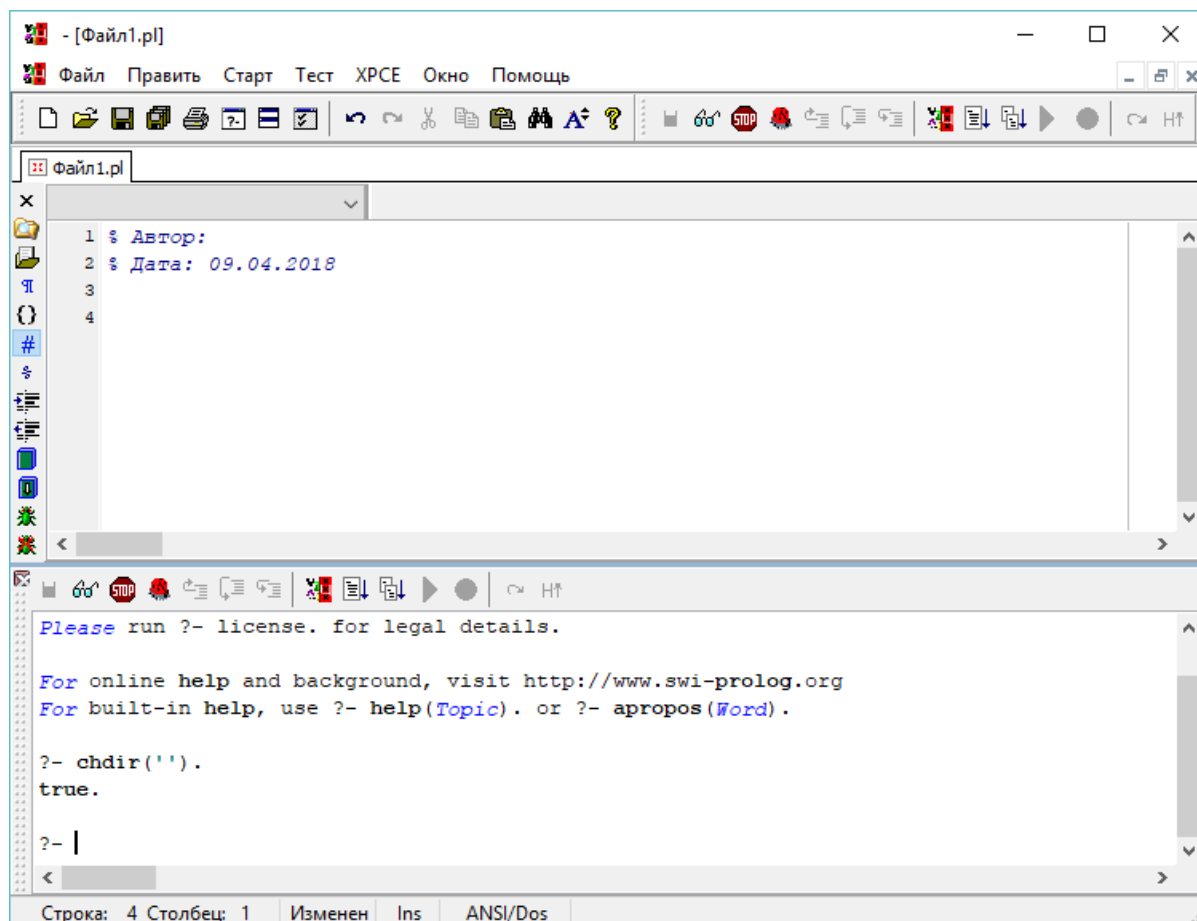 - [Файл1.pl]
Файл Править Старт Тест XPCE Окно Помощь
Файл1.pl
1 % Автор:
2 % Дата: 09.04.2018
3
4
Please run ?- license. for legal details.
For online help and background, visit http://www.swi-prolog.org
For built-in help, use ?- help(Topic). or ?- apropos(Word).
?- chdir('').
true.
?-
Строка: 4 Столбец: 1 Изменен Ins ANSI/Dos